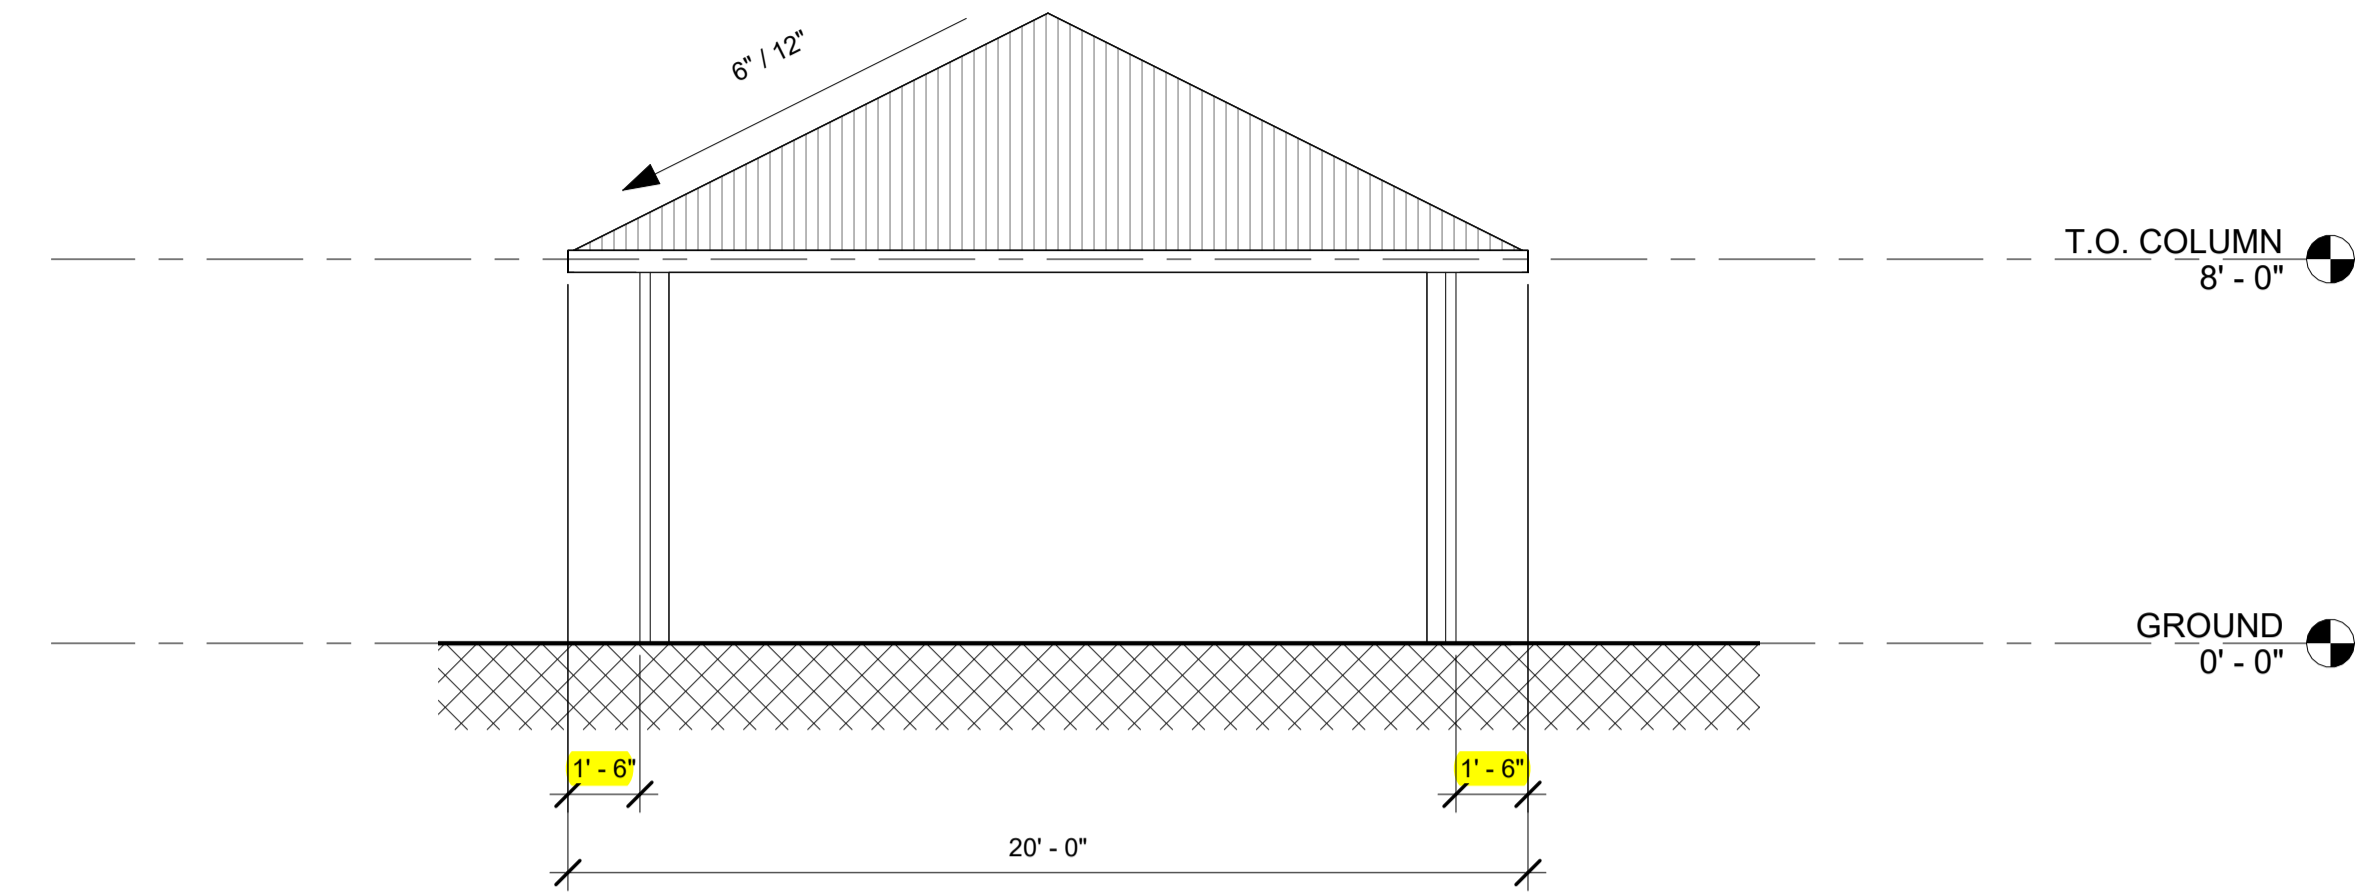 6" / 12"
T.O. COLUMN
8' - 0"
GROUND
0' - 0"
1' - 6"
1' - 6"
20' - 0"